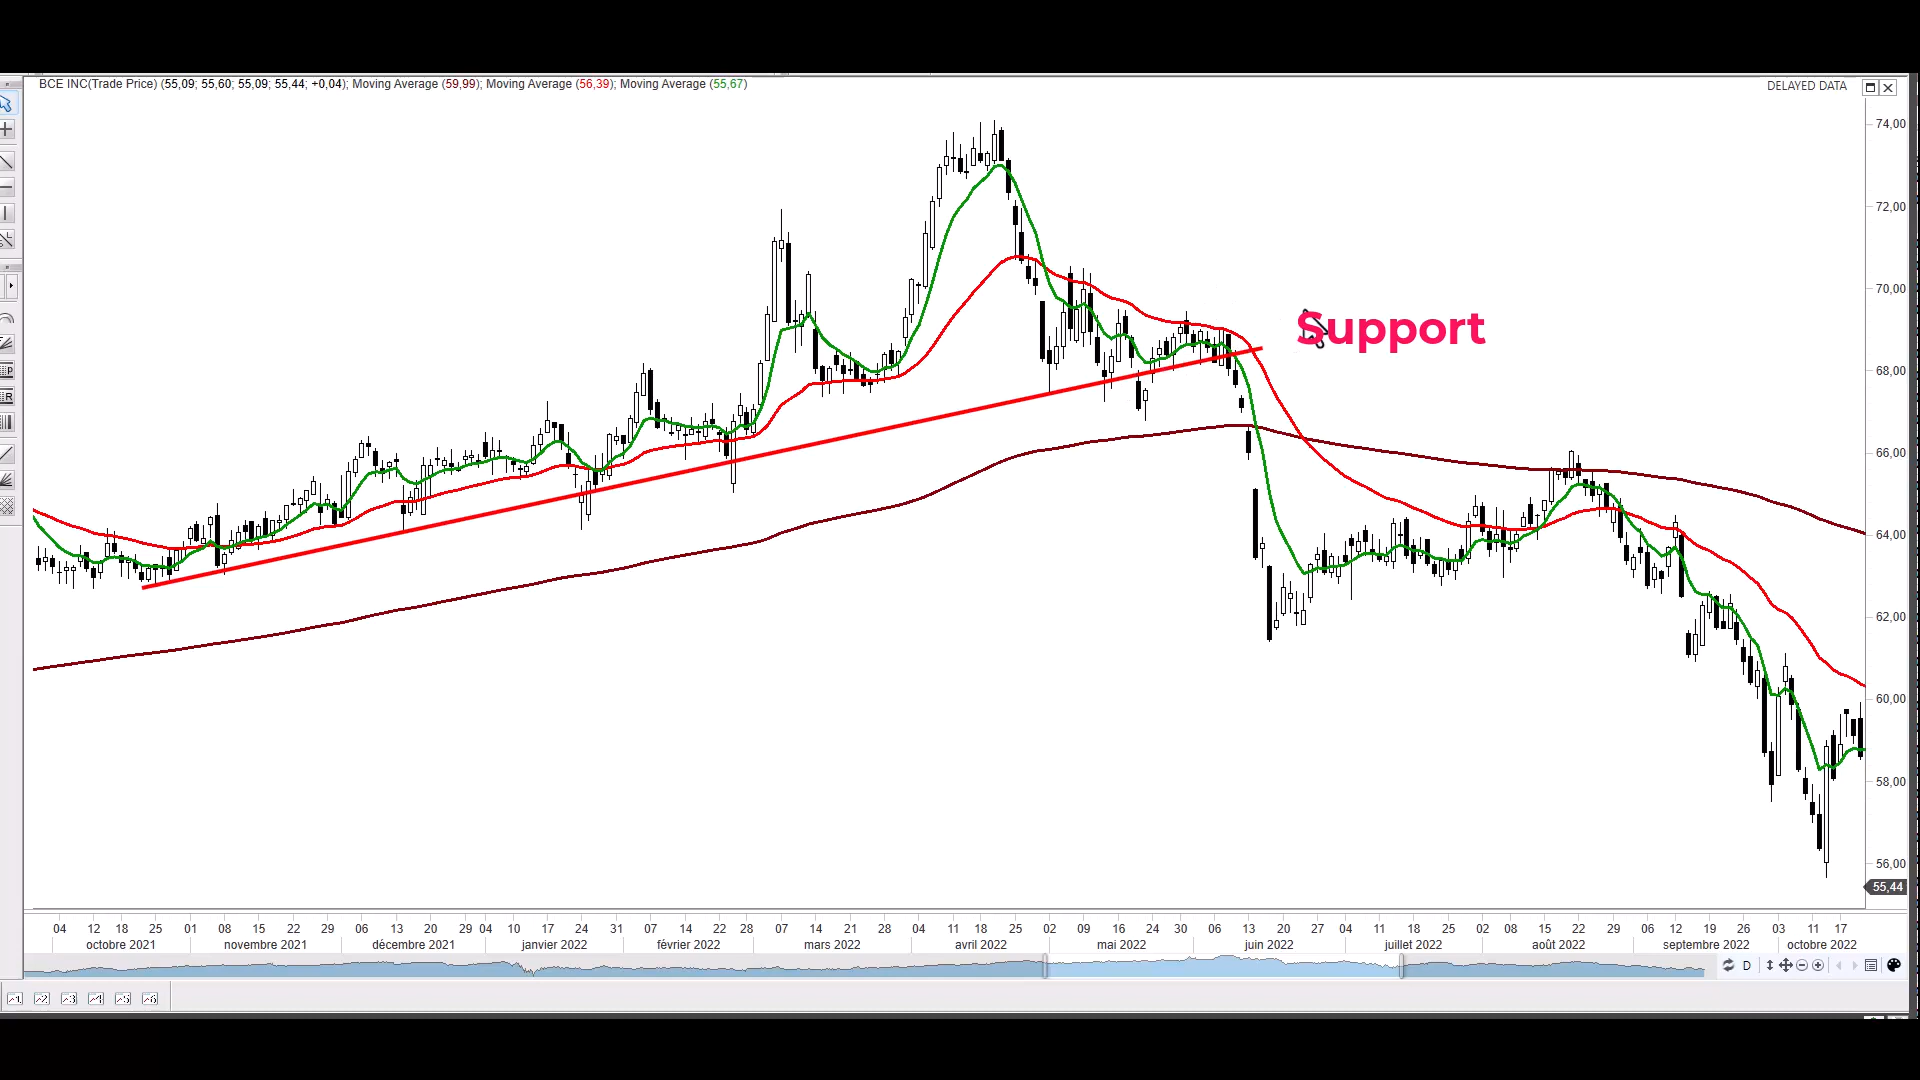 BCE INC(Trade Price) (55,09; 55,60; 55,09; 55,44; +0,04); Moving Average (59,99); Moving Average (56,39); Moving Average (55,67)
DELAYED DATA
74,00
72,00
70,00
Support
68,00
66,00
64,00
62,00
60,00
58,00
56,00
55,44
04 12 18 25 01 08 15 22 29 06 13 20 29 04 10 17 24 31 07 14 22 28 07 14 21 28 04 11 18 25 02 09 16 24 30 06 13 20 27 04 11 18 25 02 08 15 22 29 06 12 19 26 03 11 17
octobre 2021 novembre 2021 décembre 2021 janvier 2022 février 2022 mars 2022 avril 2022 mai 2022 juin 2022 juillet 2022 août 2022 septembre 2022 octobre 2022
D
P
R
1 2 3 4 5 6